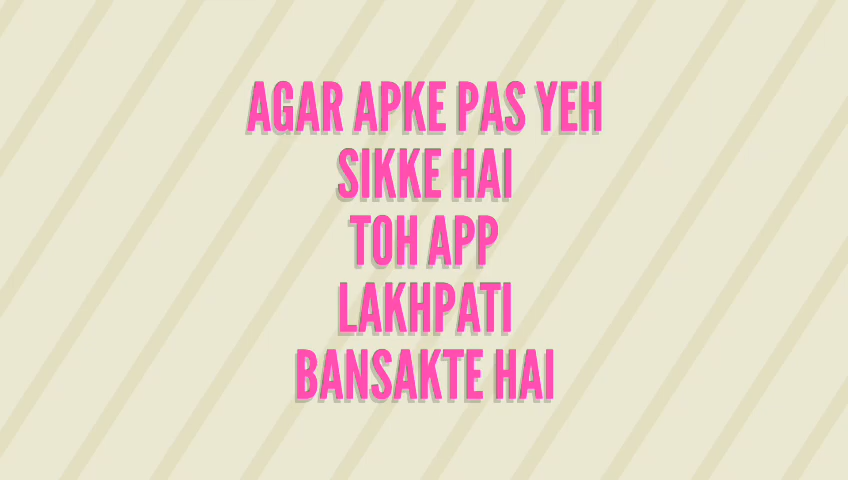 AGAR APKE PAS YEH
SIKKE HAI
TOH APP
LAKHPATI
BANSAKTE HAI